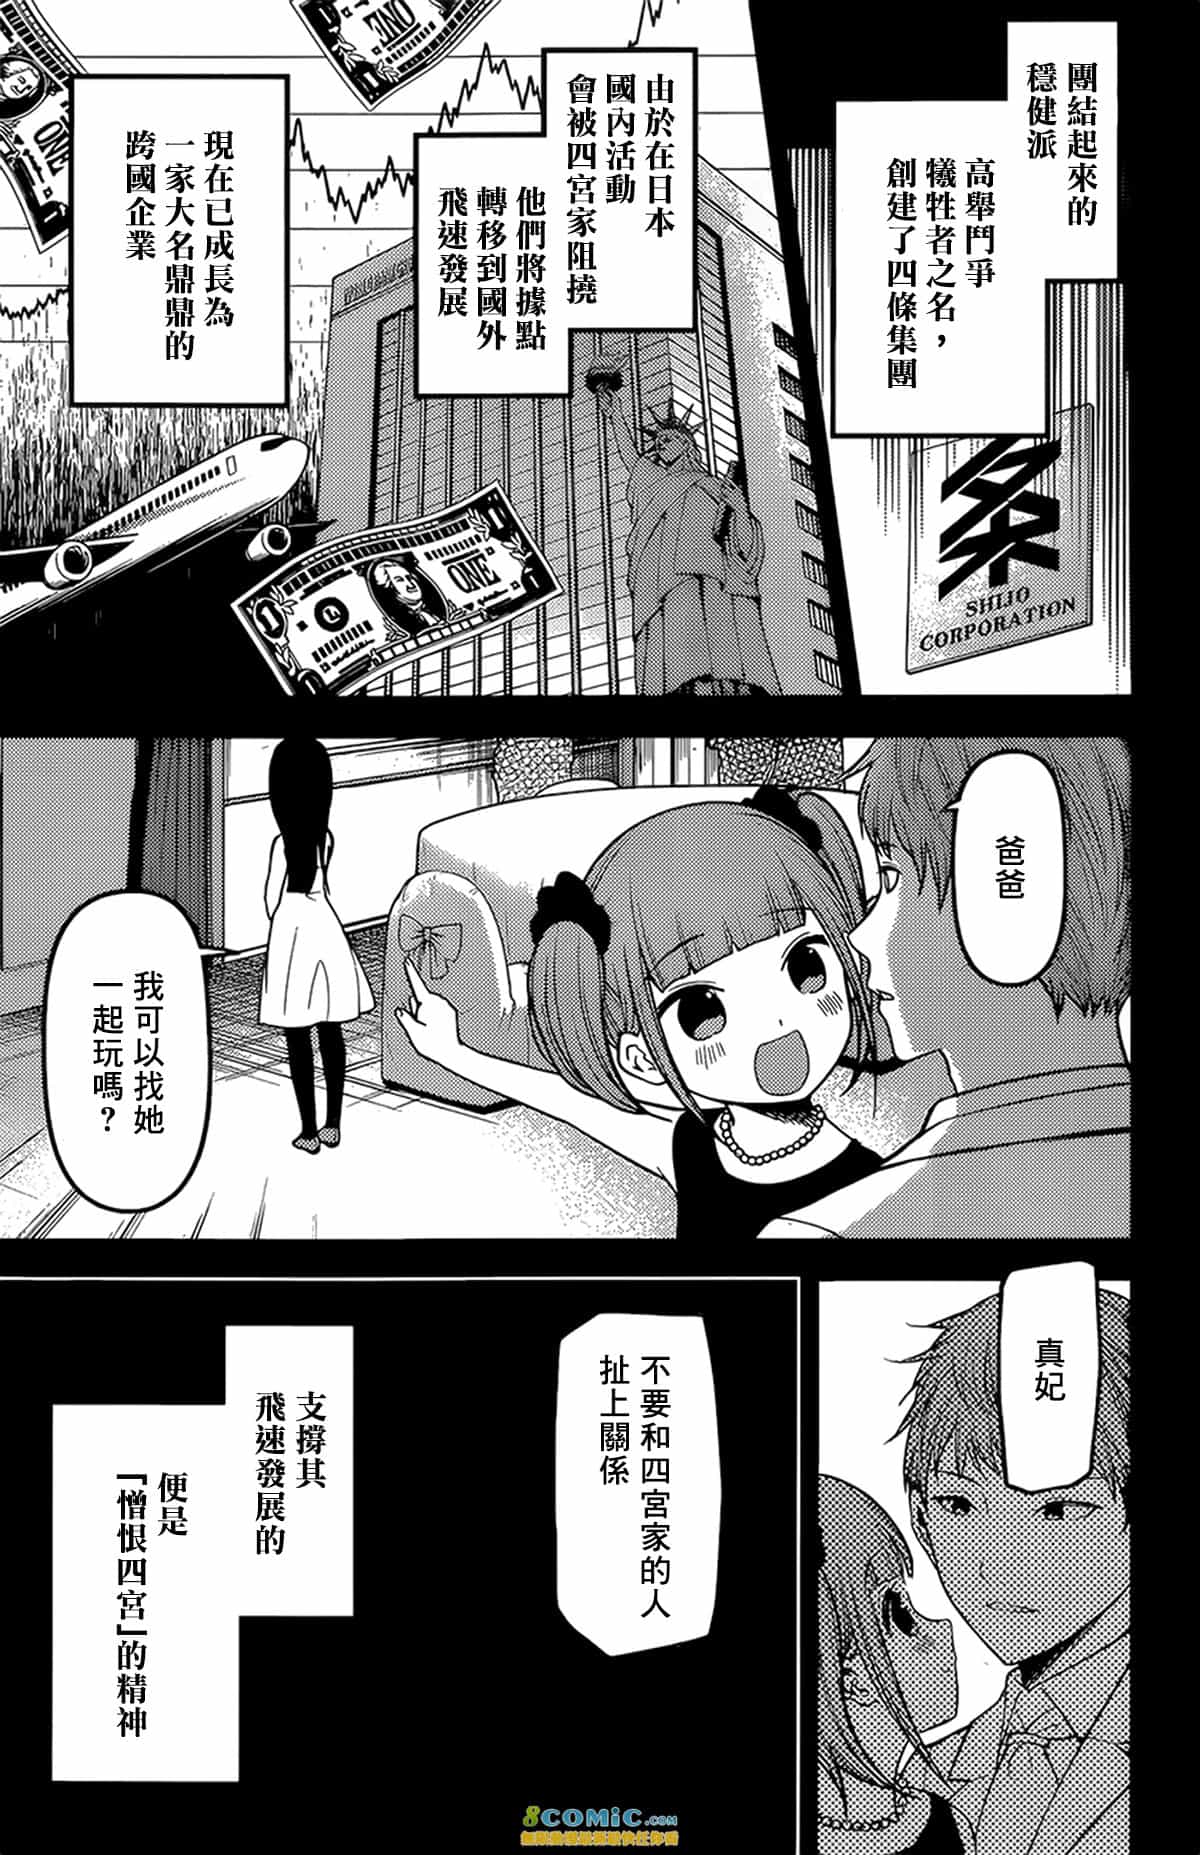 團結起來的
穩健派
高舉鬥爭
犧牲者之名，
創建了四條集團
SHIJO
CORPORATION
由於在日本
國內活動
會被四宮家阻撓
他們將據點
轉移到國外
飛速發展
現在已成長為
一家大名鼎鼎的
跨國企業
ONE
ONE
ONE
爸爸
我可以找她
一起玩嗎？
真妃
不要和四宮家的人
扯上關係
支撐其
飛速發展的
便是
「憎恨四宮」的精神
8COMIC.COM